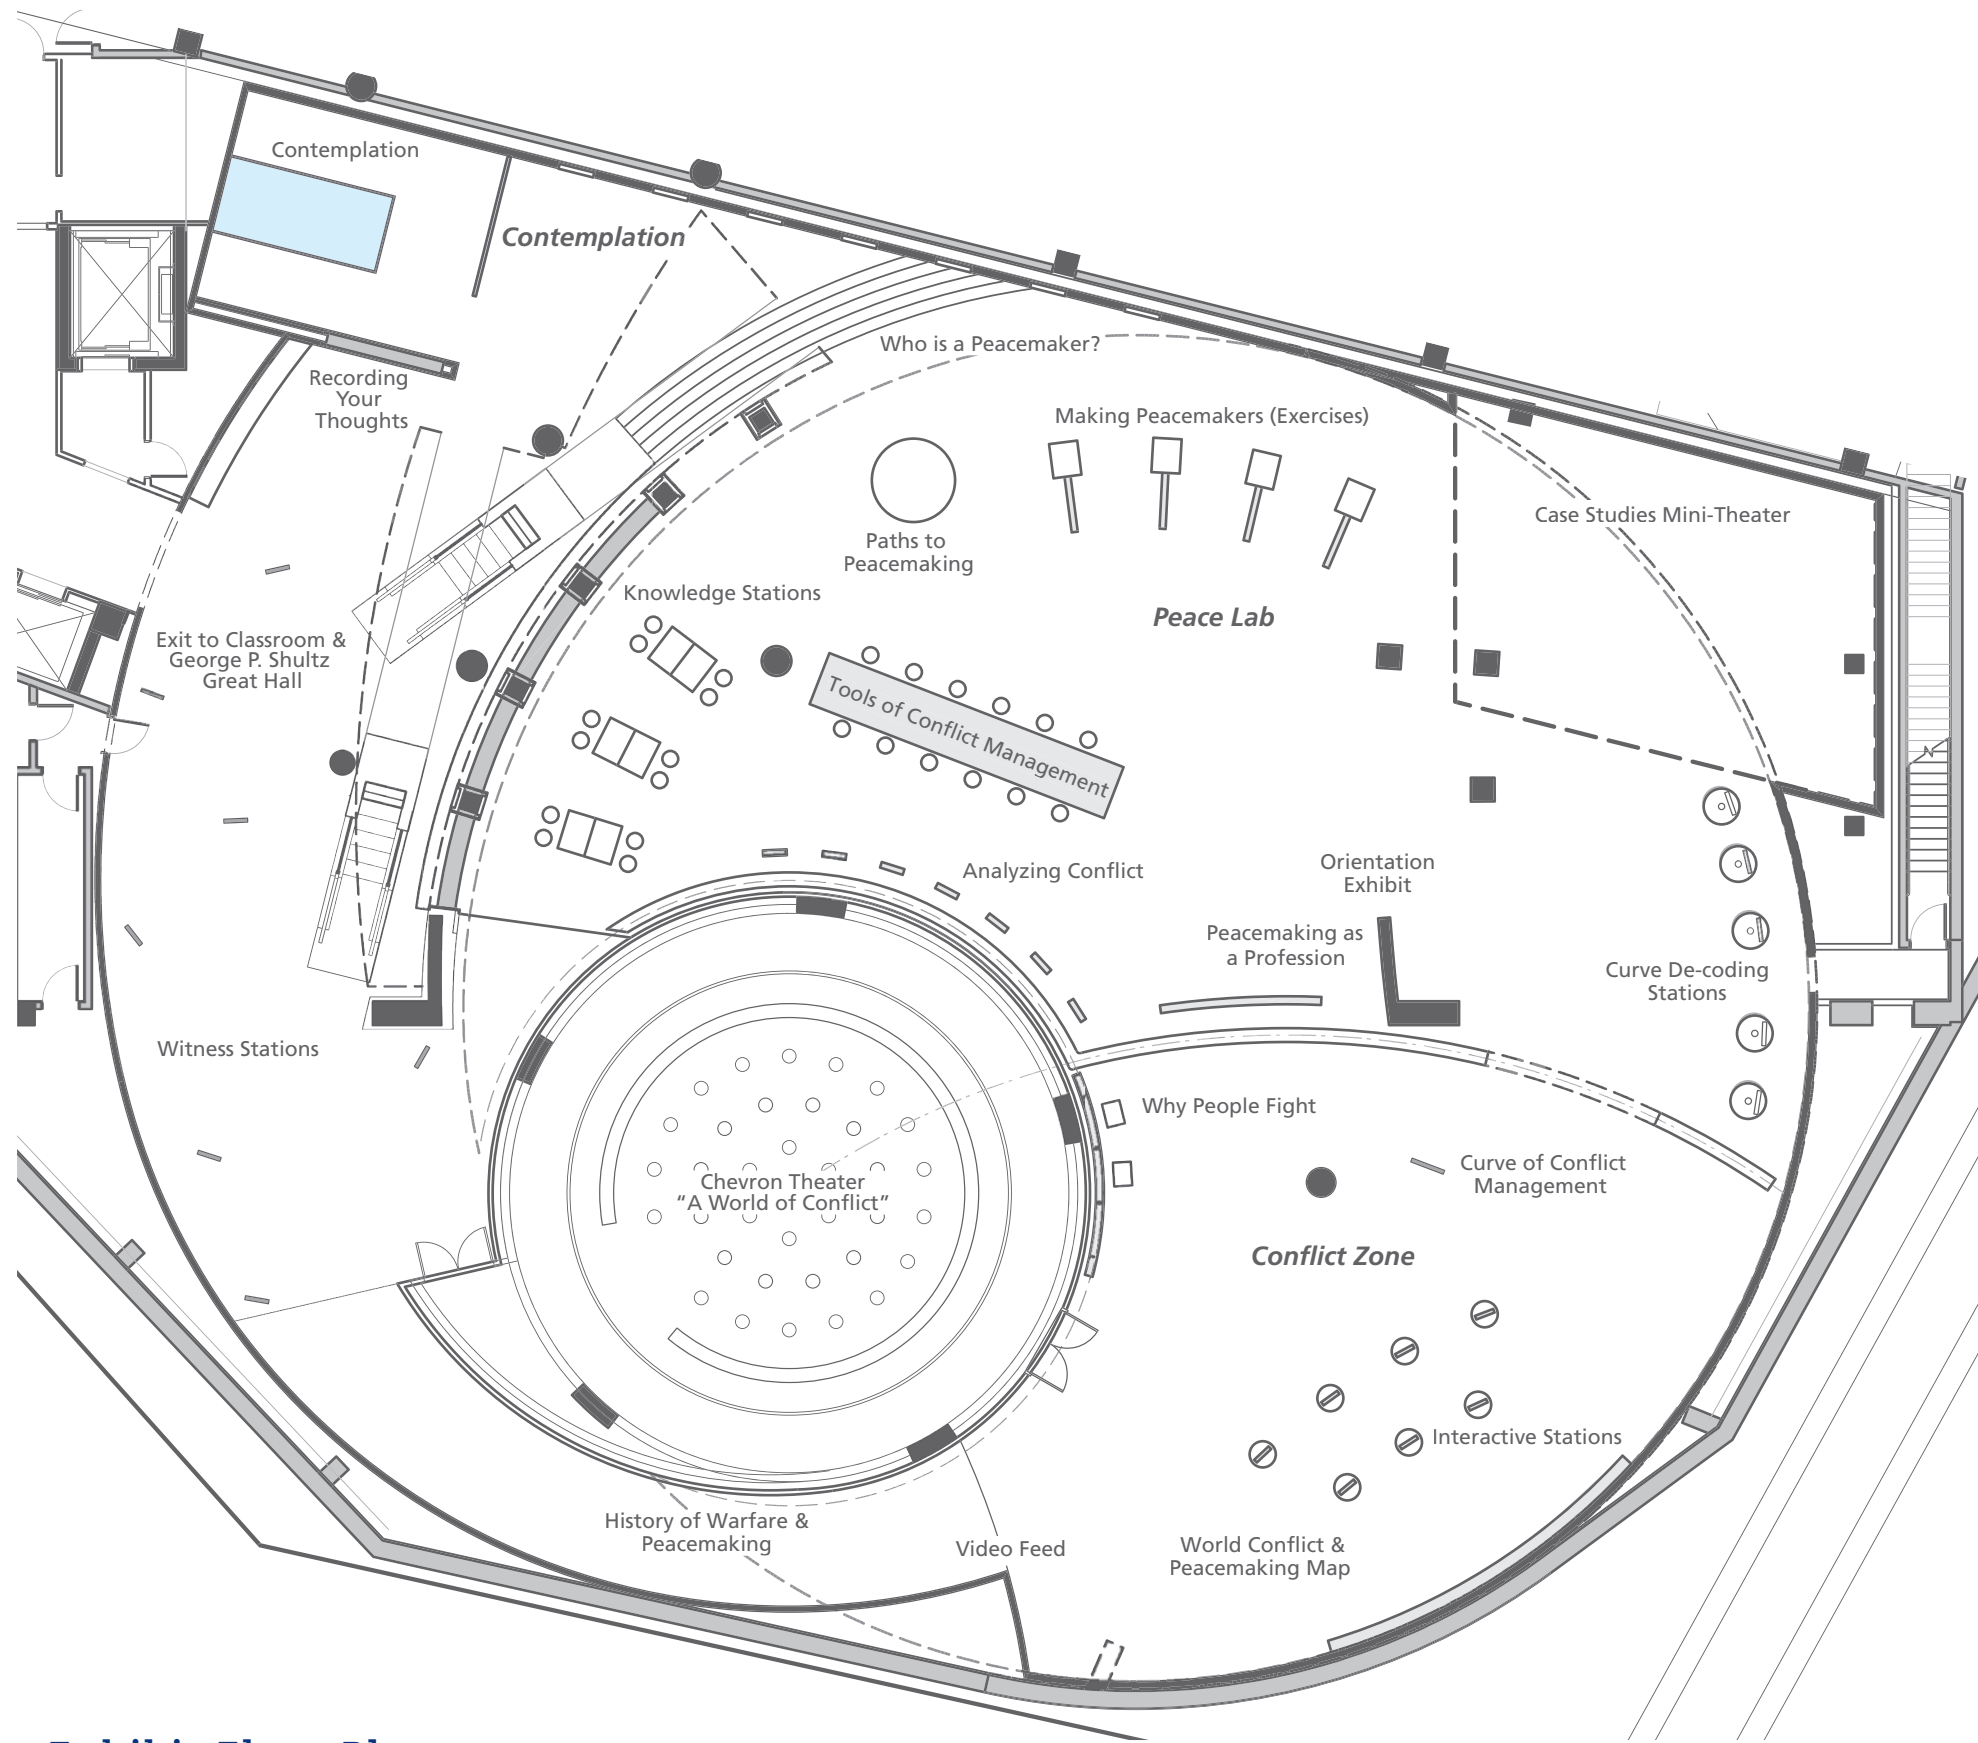 Contemplation
Contemplation
Recording
Your
Thoughts
Who is a Peacemaker?
Making Peacemakers (Exercises)
Case Studies Mini-Theater
Paths to
Peacemaking
Knowledge Stations
Peace Lab
Exit to Classroom &
George P. Shultz
Great Hall
Tools of Conflict Management
Analyzing Conflict
Orientation
Exhibit
Peacemaking as
a Profession
Curve De-coding
Stations
Witness Stations
Why People Fight
Curve of Conflict
Management
Chevron Theater
“A World of Conflict”
Conflict Zone
Interactive Stations
History of Warfare &
Peacemaking
Video Feed
World Conflict &
Peacemaking Map